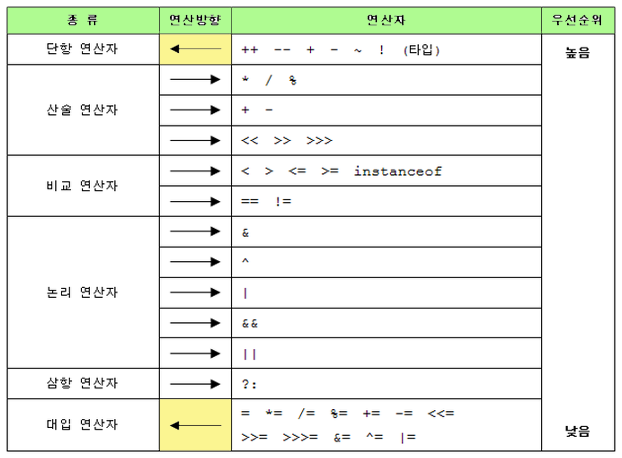 종 류 연산방향 연산자 우선순위
단항 연산자 ++ -- + - ~ ! (타입) 높음
* / %
산술 연산자 + -
<< >> >>>
비교 연산자 < > <= >= instanceof
== !=
&
^
논리 연산자 |
&&
||
삼항 연산자 ?:
대입 연산자 = *= /= %= += -= <<=
>>= >>>= &= ^= |= 낮음